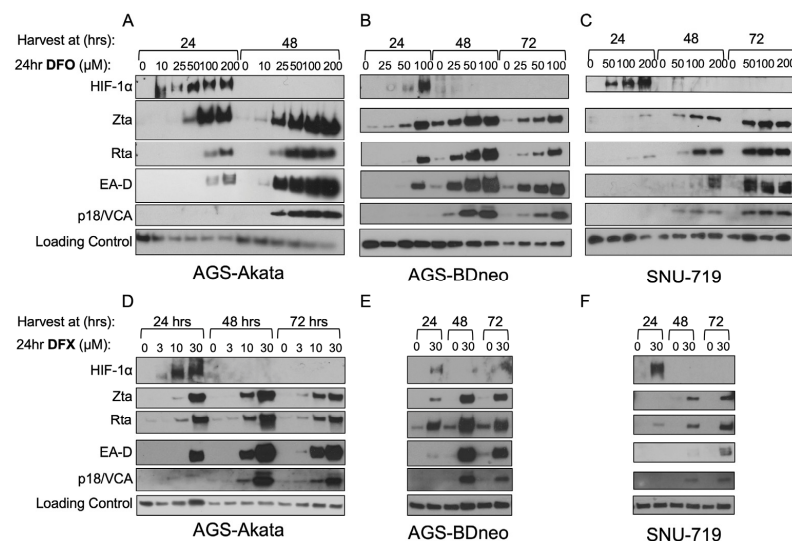 A
Harvest at (hrs): 24 48
24hr DFO (μM): 0 10 25 50 100 200 0 10 25 50 100 200
HIF-1α
Zta
Rta
EA-D
p18/VCA
Loading Control
AGS-Akata
B
24 48 72
0 25 50 100 0 25 50 100 0 25 50 100
AGS-BDneo
C
24 48 72
0 50 100 200 0 50 100 200 0 50 100 200
SNU-719
D
Harvest at (hrs): 24 hrs 48 hrs 72 hrs
24hr DFX (μM): 0 3 10 30 0 3 10 30 0 3 10 30
HIF-1α
Zta
Rta
EA-D
p18/VCA
Loading Control
AGS-Akata
E
24 48 72
0 30 0 30 0 30
AGS-BDneo
F
24 48 72
0 30 0 30 0 30
SNU-719